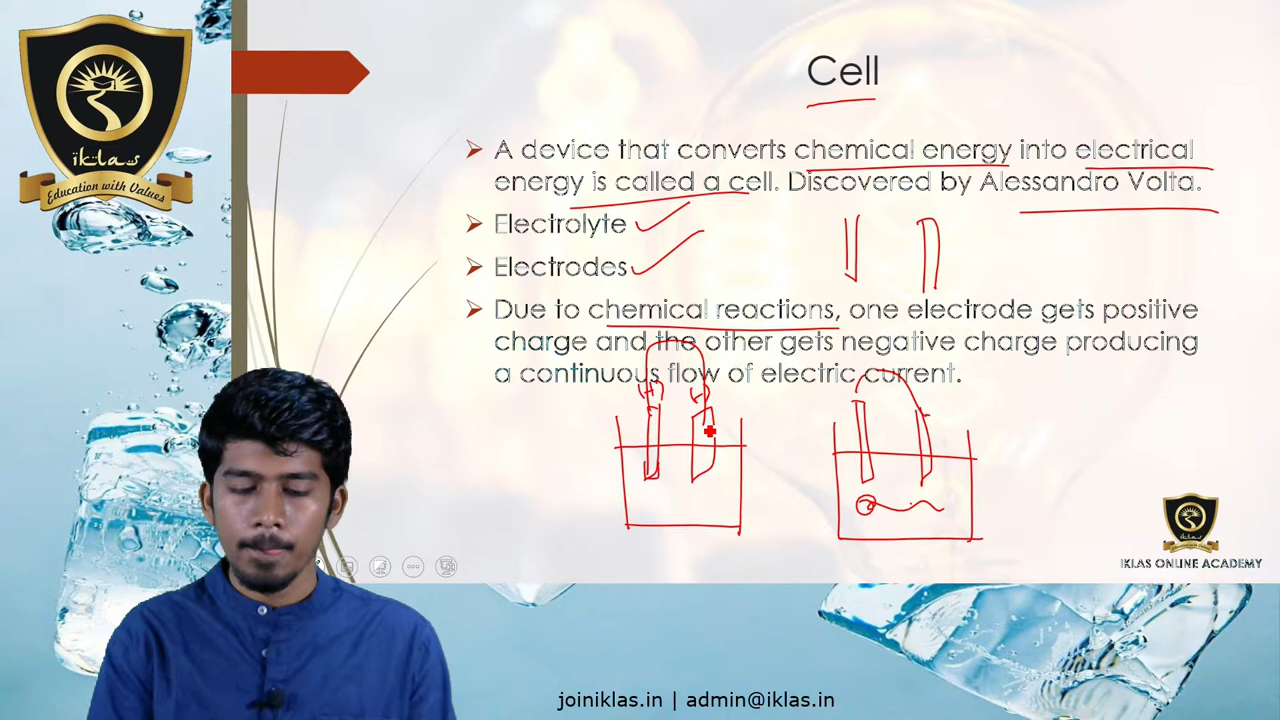 iklas
Education with Values
Cell
A device that converts chemical energy into electrical
energy is called a cell. Discovered by Alessandro Volta.
Electrolyte
Electrodes
Due to chemical reactions, one electrode gets positive
charge and the other gets negative charge producing
a continuous flow of electric current.
(+) (-)
iklas
IKLAS ONLINE ACADEMY
joiniklas.in | admin@iklas.in